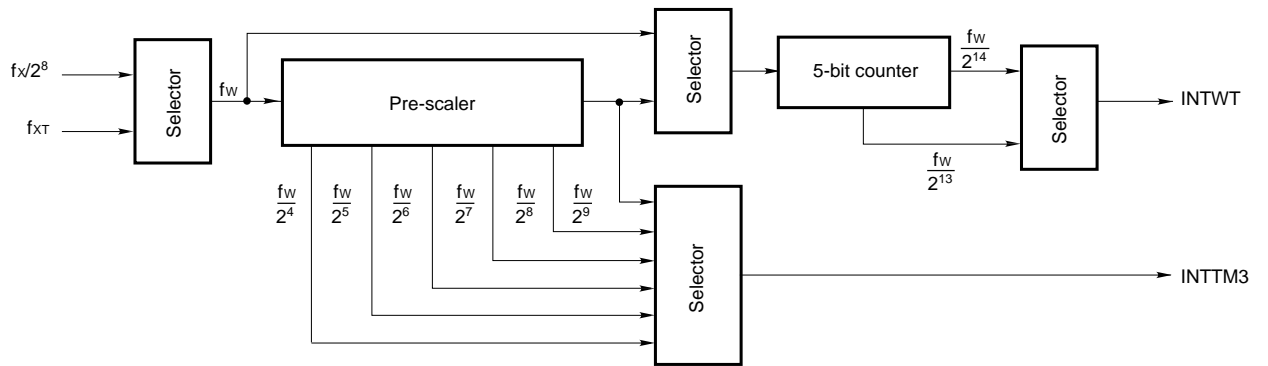 fX/2⁸
fXT
Selector
fW
Pre-scaler
Selector
5-bit counter
fW
2¹⁴
fW
2¹³
Selector
INTWT
fW
2⁴
fW
2⁵
fW
2⁶
fW
2⁷
fW
2⁸
fW
2⁹
Selector
INTTM3